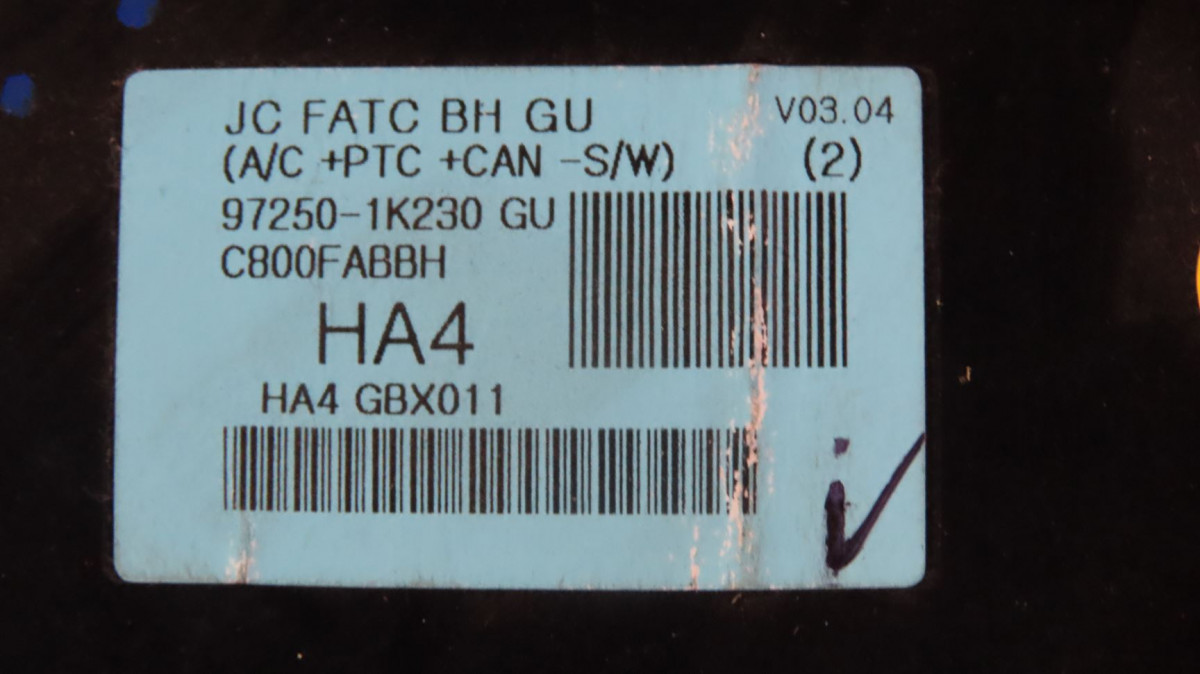 JC FATC BH GU V03.04
(A/C +PTC +CAN -S/W) (2)
97250-1K230 GU
C800FABBH
HA4
HA4 GBX011